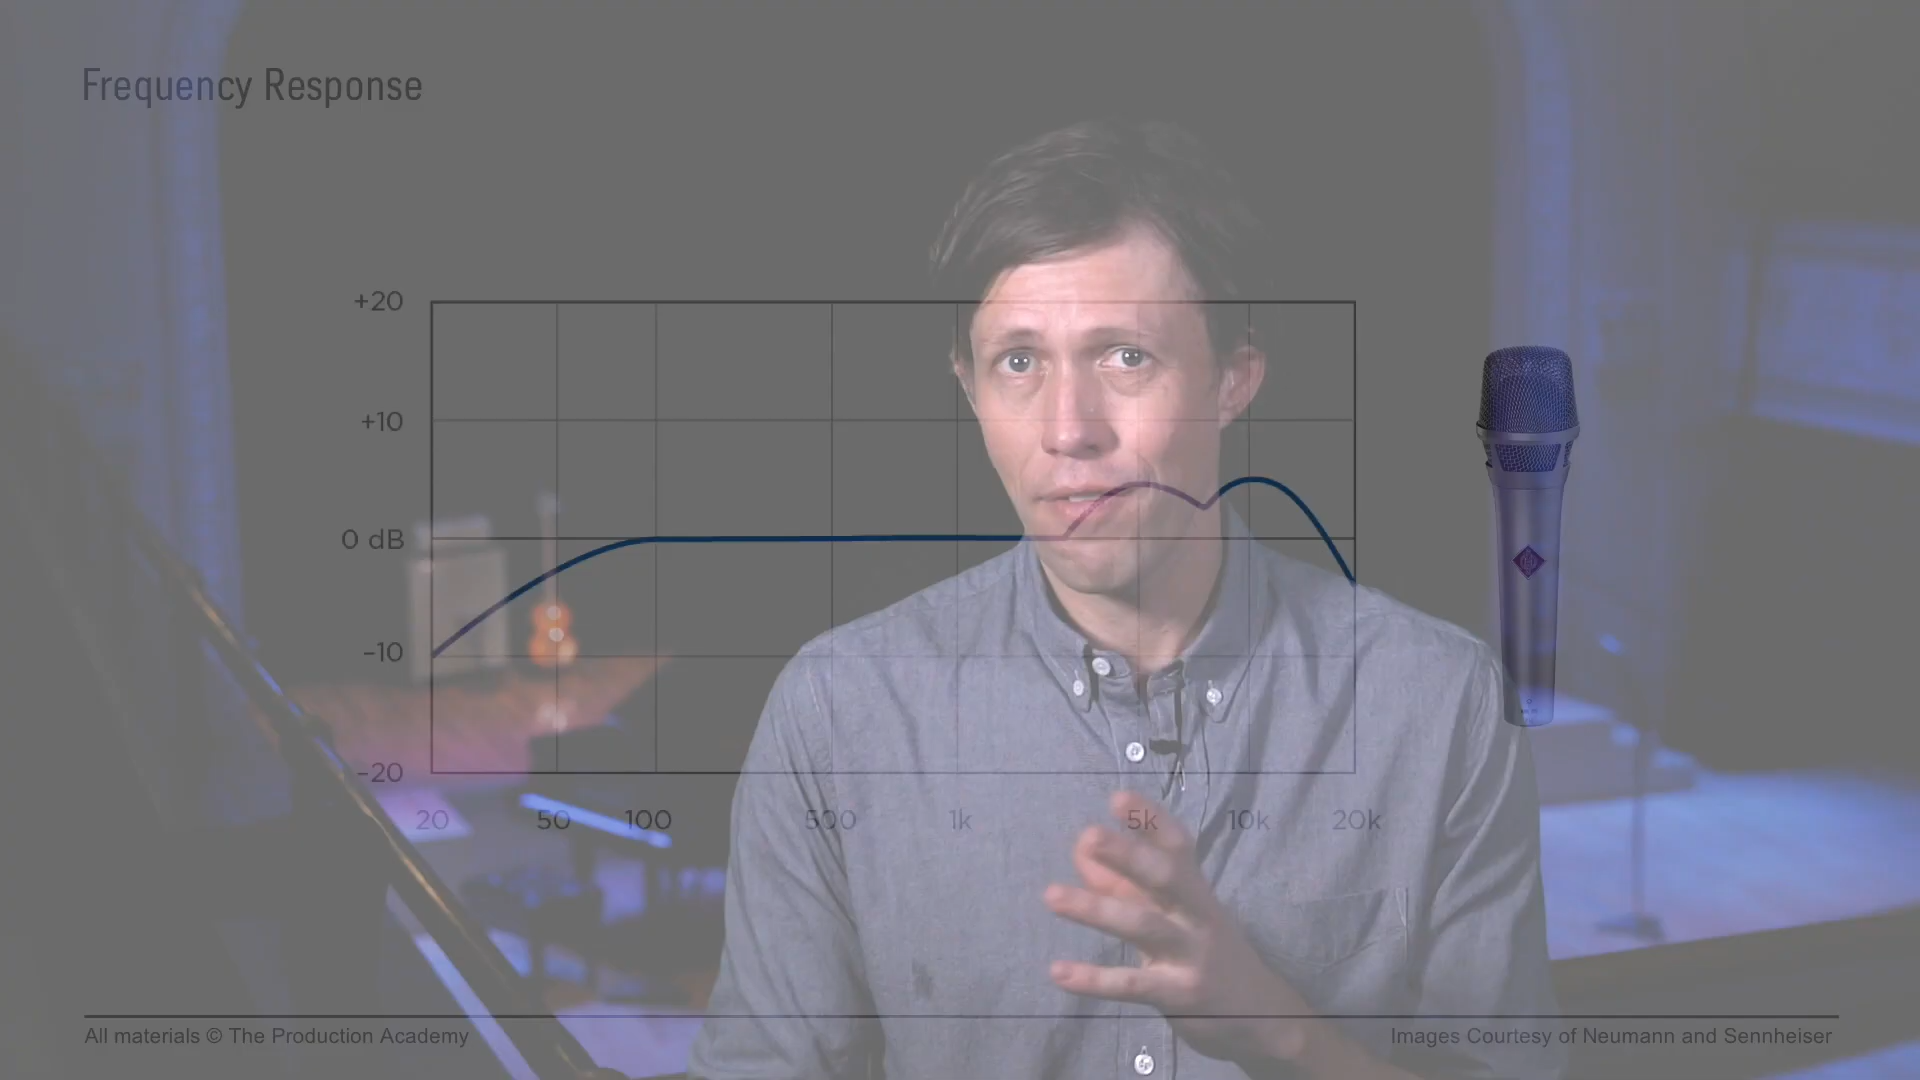 Frequency Response
+20
+10
0 dB
-10
-20
20 50 100 500 1k 5k 10k 20k
All materials © The Production Academy
Images Courtesy of Neumann and Sennheiser